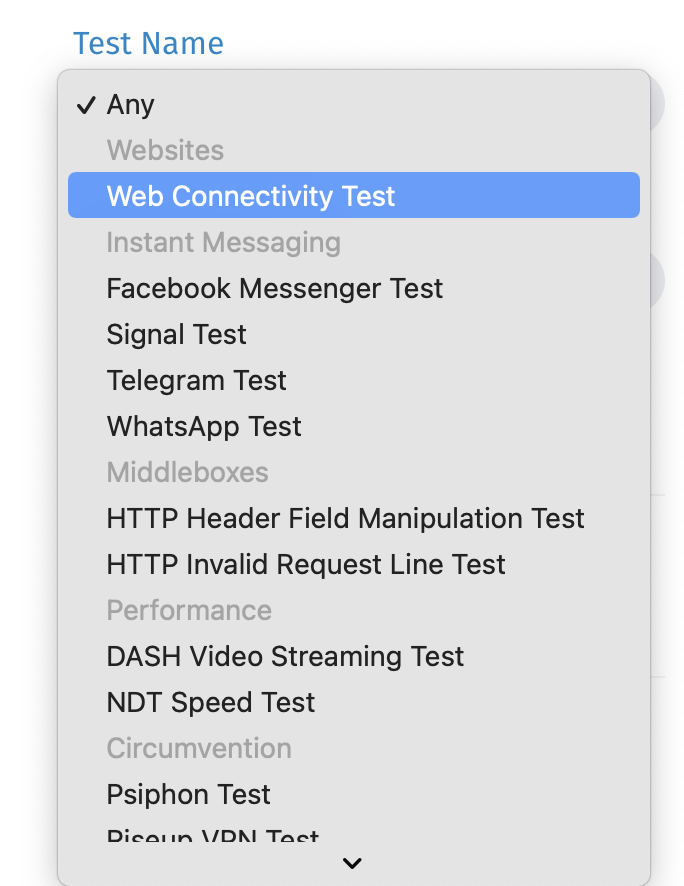 Test Name
✓ Any
Websites
Web Connectivity Test
Instant Messaging
Facebook Messenger Test
Signal Test
Telegram Test
WhatsApp Test
Middleboxes
HTTP Header Field Manipulation Test
HTTP Invalid Request Line Test
Performance
DASH Video Streaming Test
NDT Speed Test
Circumvention
Psiphon Test
Riseup VPN Test